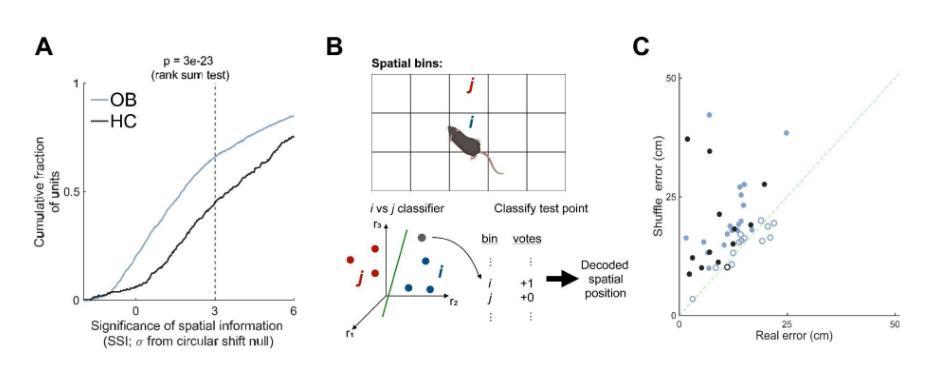 A
p = 3e-23
(rank sum test)
1
OB
HC
0.5
0
Cumulative fraction
of units
0
3
6
Significance of spatial information
(SSI; σ from circular shift null)
B
Spatial bins:
j
i
i vs j classifier
Classify test point
r₃
r₂
r₁
j
i
bin votes
⋮ ⋮
i +1
j +0
⋮ ⋮
Decoded
spatial
position
C
50
25
0
Shuffle error (cm)
0
25
50
Real error (cm)